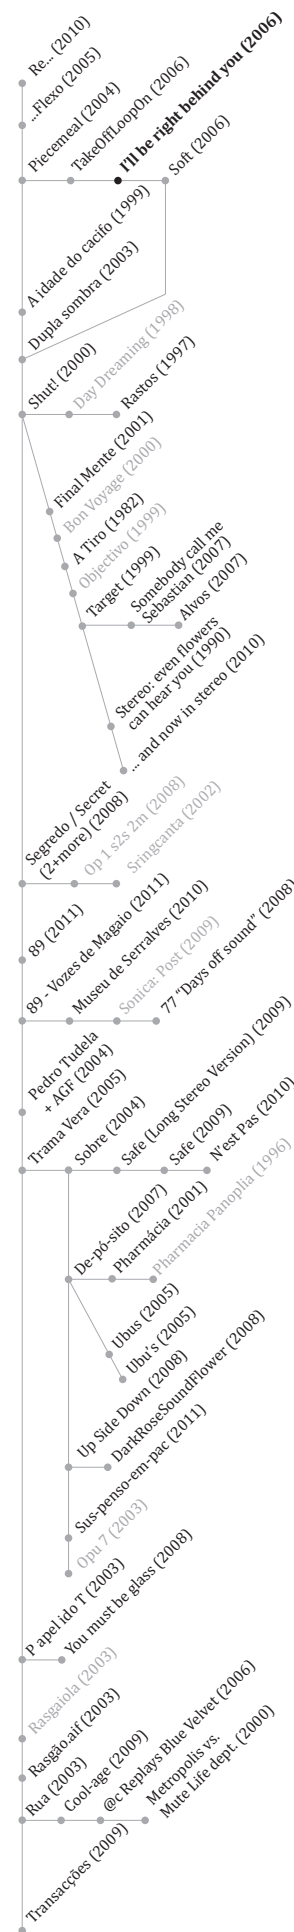 Re... (2010)
...Flexo (2005)
Piecemeal (2004)
TakeOffLoopOn (2006)
I'll be right behind you (2006)
Soft (2006)
A idade do cacifo (1999)
Dupla sombra (2003)
Shut! (2000)
Day Dreaming (1998)
Rastos (1997)
Final Mente (2001)
Bon Voyage (2000)
A Tiro (1982)
Objectivo (1999)
Target (1999)
Somebody call me
Sebastian (2007)
Alvos (2007)
Stereo: even flowers
can hear you (1990)
... and now in stereo (2010)
Segredo / Secret
(2+more) (2008)
Op 1 s2s 2m (2008)
Sringcanta (2002)
89 (2011)
89 - Vozes de Magaio (2011)
Museu de Serralves (2010)
Sonica: Post (2009)
77 “Days off sound” (2008)
Pedro Tudela
+ AGF (2004)
Trama Vera (2005)
Sobre (2004)
Safe (Long Stereo Version) (2009)
Safe (2009)
N'est Pas (2010)
De-pó-sito (2007)
Pharmácia (2001)
Pharmacia Panoplia (1996)
Ubus (2005)
Ubu's (2005)
Up Side Down (2008)
DarkRoseSoundFlower (2008)
Sus-penso-em-pac (2011)
Opu 7 (2003)
P apel ido T (2003)
You must be glass (2008)
Rasgaiola (2003)
Rasgão.aif (2003)
Rua (2003)
Cool-age (2009)
@c Replays Blue Velvet (2006)
Metropolis vs.
Mute Life dept. (2000)
Transacções (2009)